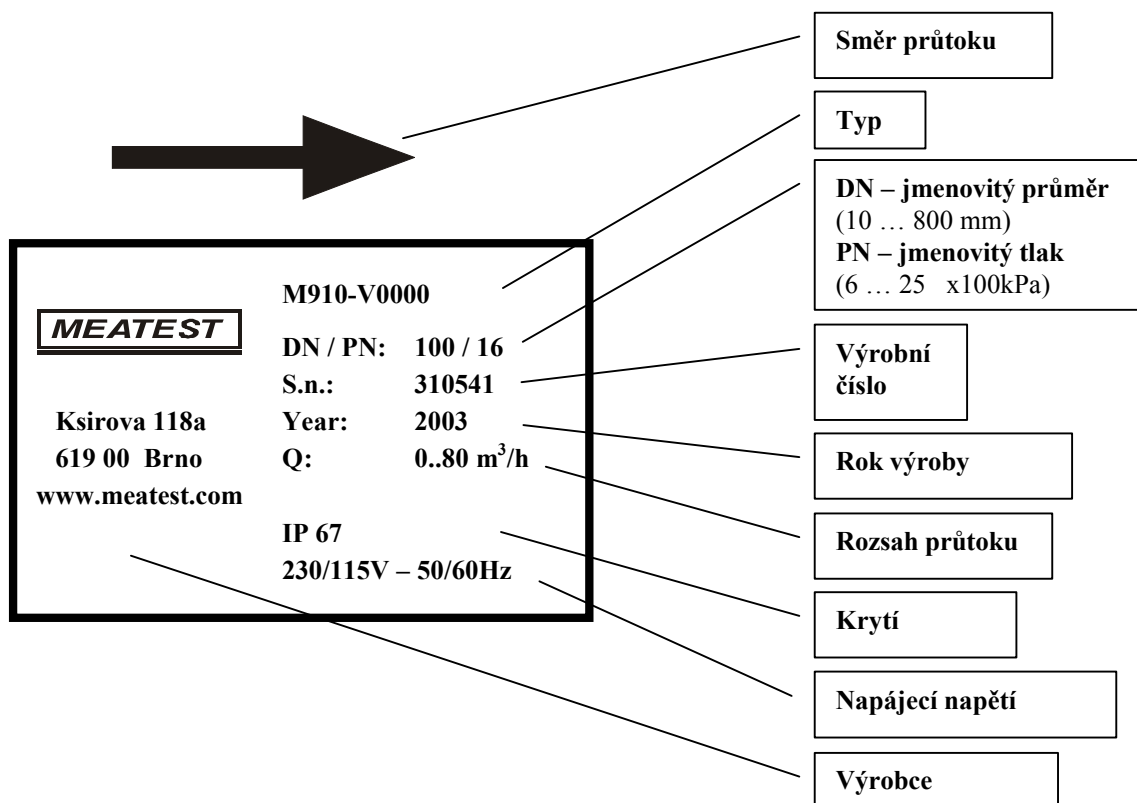 Směr průtoku
Typ
DN – jmenovitý průměr
(10 … 800 mm)
PN – jmenovitý tlak
(6 … 25 x100kPa)
M910-V0000
MEATEST
DN / PN: 100 / 16
S.n.: 310541
Ksirova 118a
Year: 2003
619 00 Brno
Q: 0..80 m³/h
www.meatest.com
IP 67
230/115V – 50/60Hz
Výrobní
číslo
Rok výroby
Rozsah průtoku
Krytí
Napájecí napětí
Výrobce